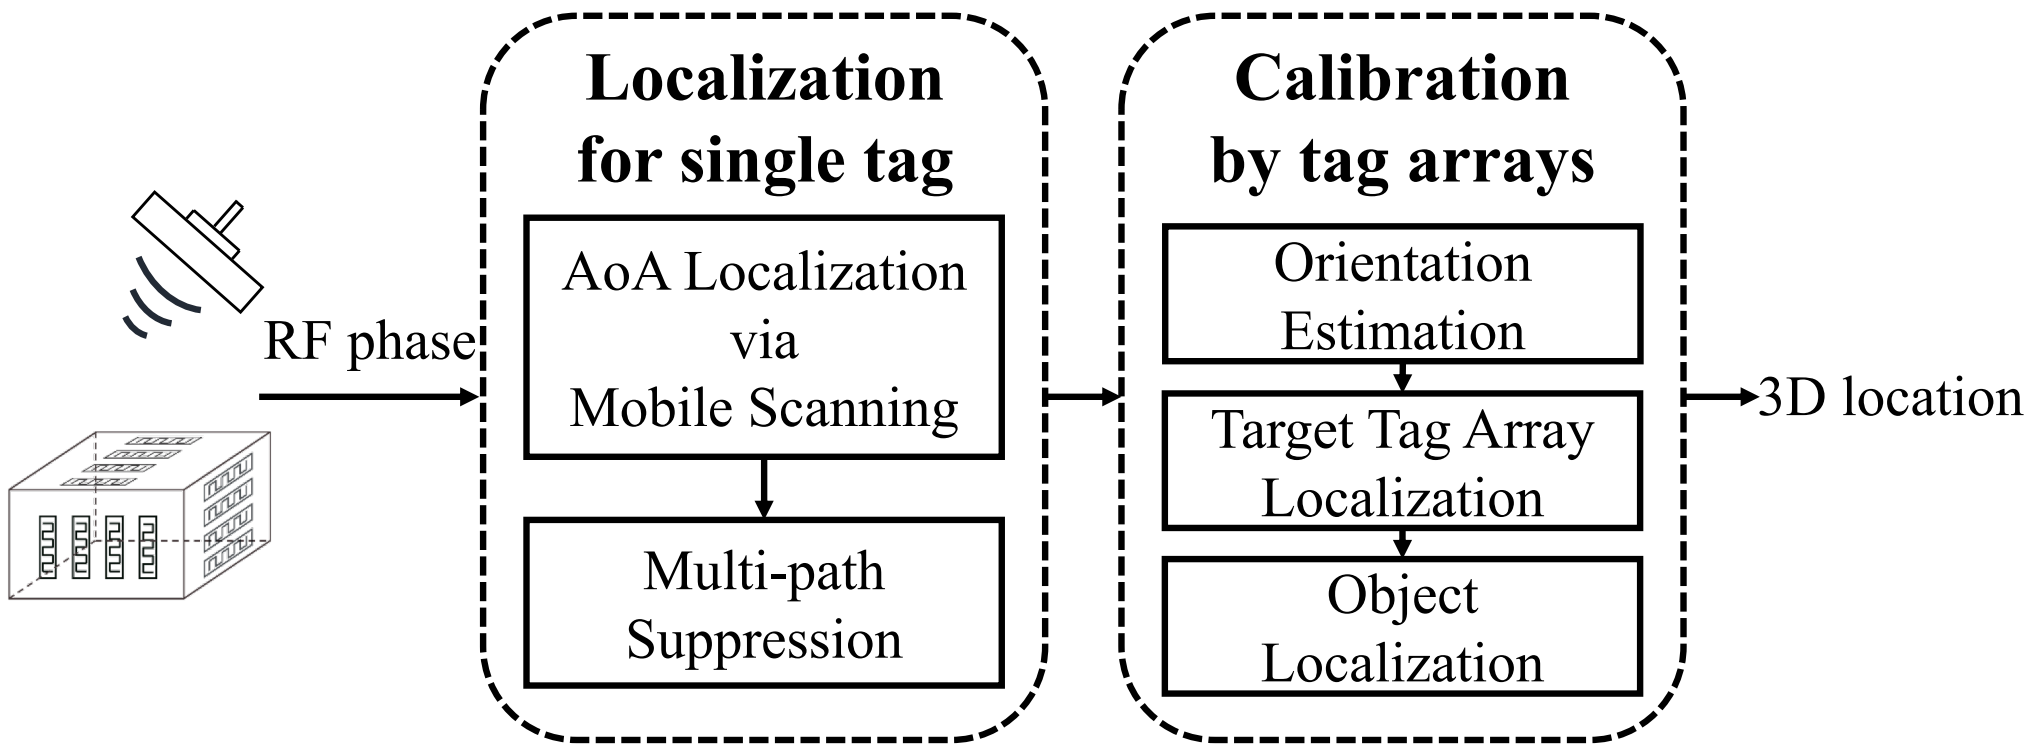 RF phase
Localization
for single tag
AoA Localization
via
Mobile Scanning
Multi-path
Suppression
Calibration
by tag arrays
Orientation
Estimation
Target Tag Array
Localization
Object
Localization
3D location